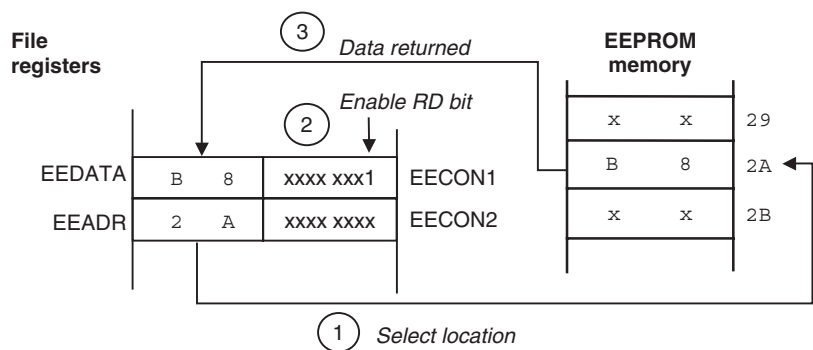 3 Data returned
File registers
EEPROM memory
Enable RD bit
2
x x 29
EEDATA B 8 xxxx xxx1 EECON1
B 8 2A
EEADR 2 A xxxx xxxx EECON2
x x 2B
1 Select location